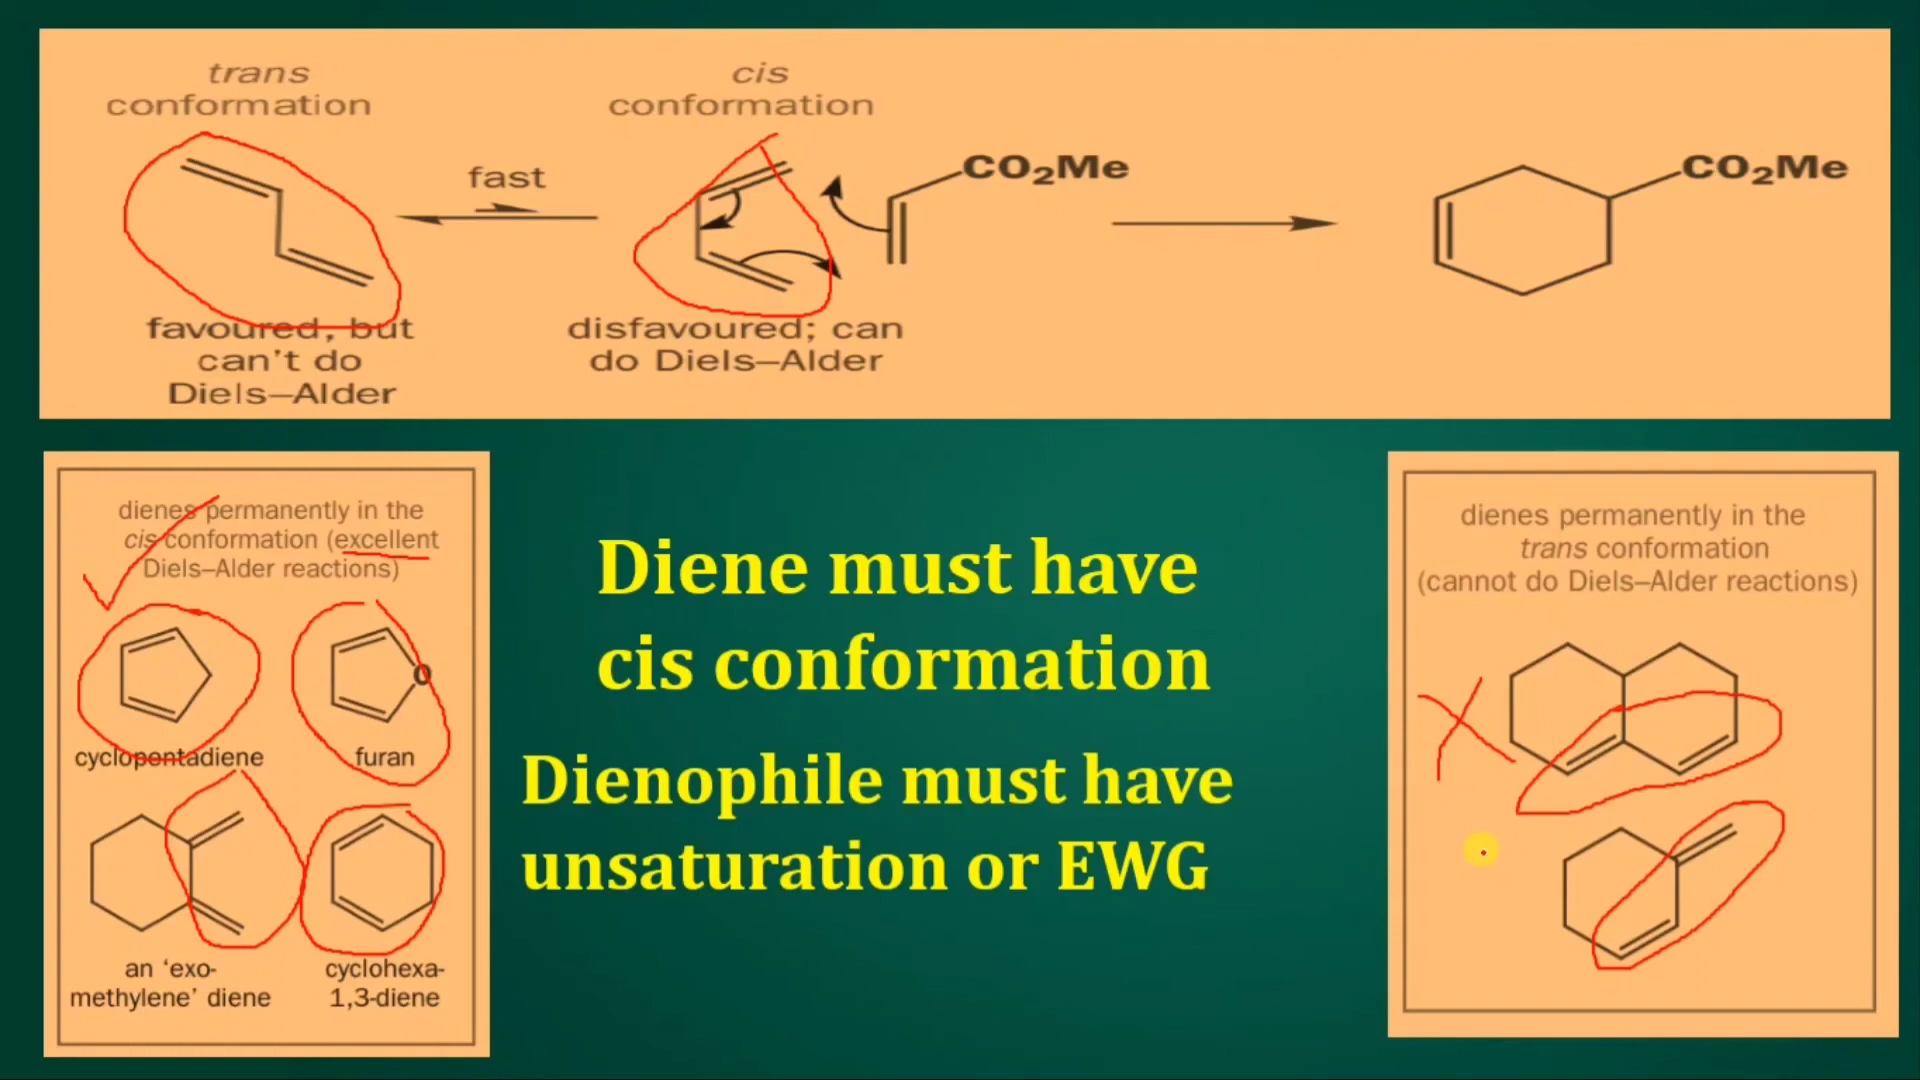 trans
conformation
cis
conformation
fast
CO₂Me
CO₂Me
favoured, but
can't do
Diels–Alder
disfavoured; can
do Diels–Alder
dienes permanently in the
cis conformation (excellent
Diels–Alder reactions)
O
cyclopentadiene
furan
an ‘exo-
methylene’ diene
cyclohexa-
1,3-diene
Diene must have
cis conformation
Dienophile must have
unsaturation or EWG
dienes permanently in the
trans conformation
(cannot do Diels–Alder reactions)